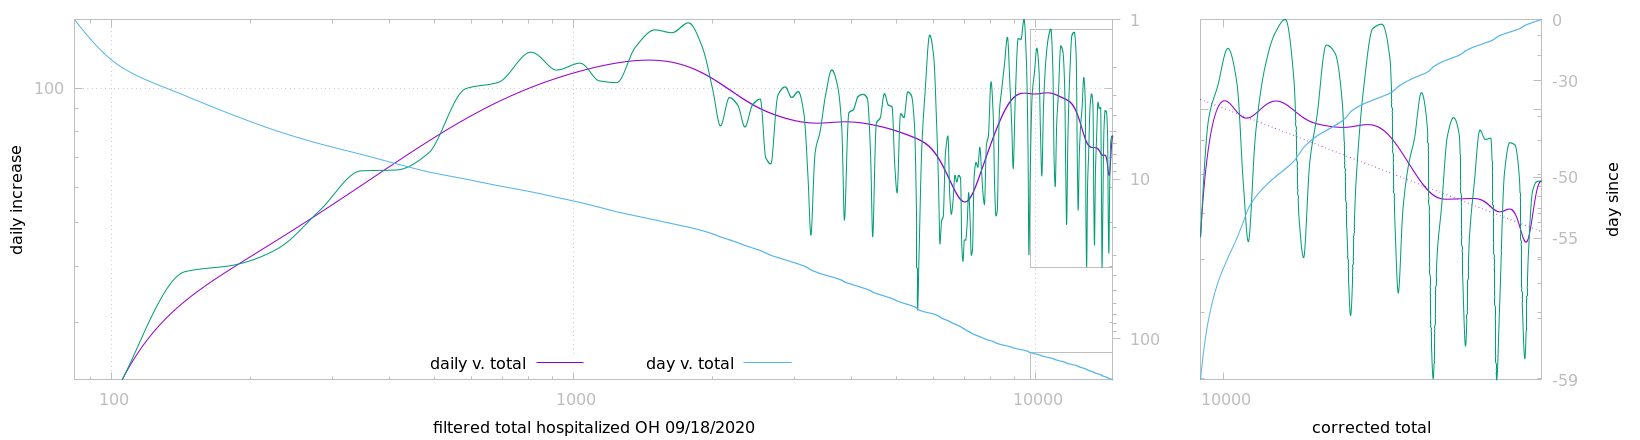 1
0
100
-30
daily increase
10
-50
day since
-55
daily v. total
day v. total
100
-59
100
1000
10000
10000
filtered total hospitalized OH 09/18/2020
corrected total